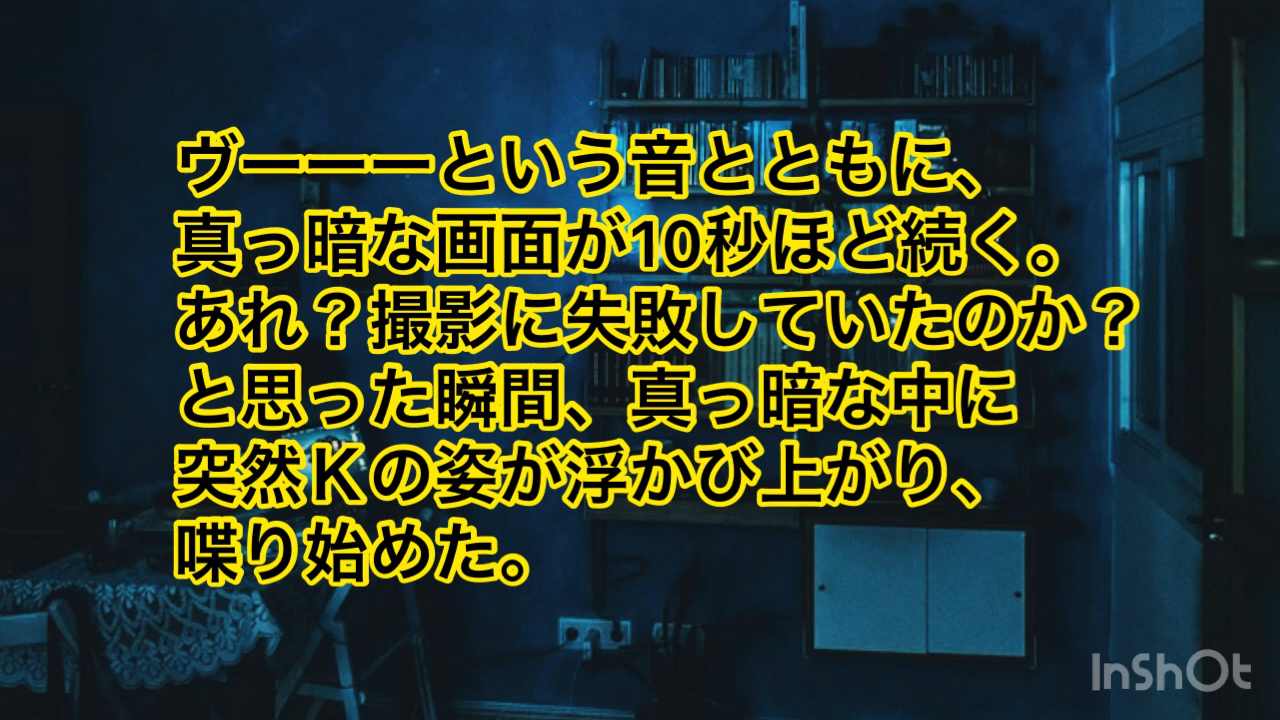 ヴーーーという音とともに、
真っ暗な画面が10秒ほど続く。
あれ？撮影に失敗していたのか？
と思った瞬間、真っ暗な中に
突然Ｋの姿が浮かび上がり、
喋り始めた。
InShOt